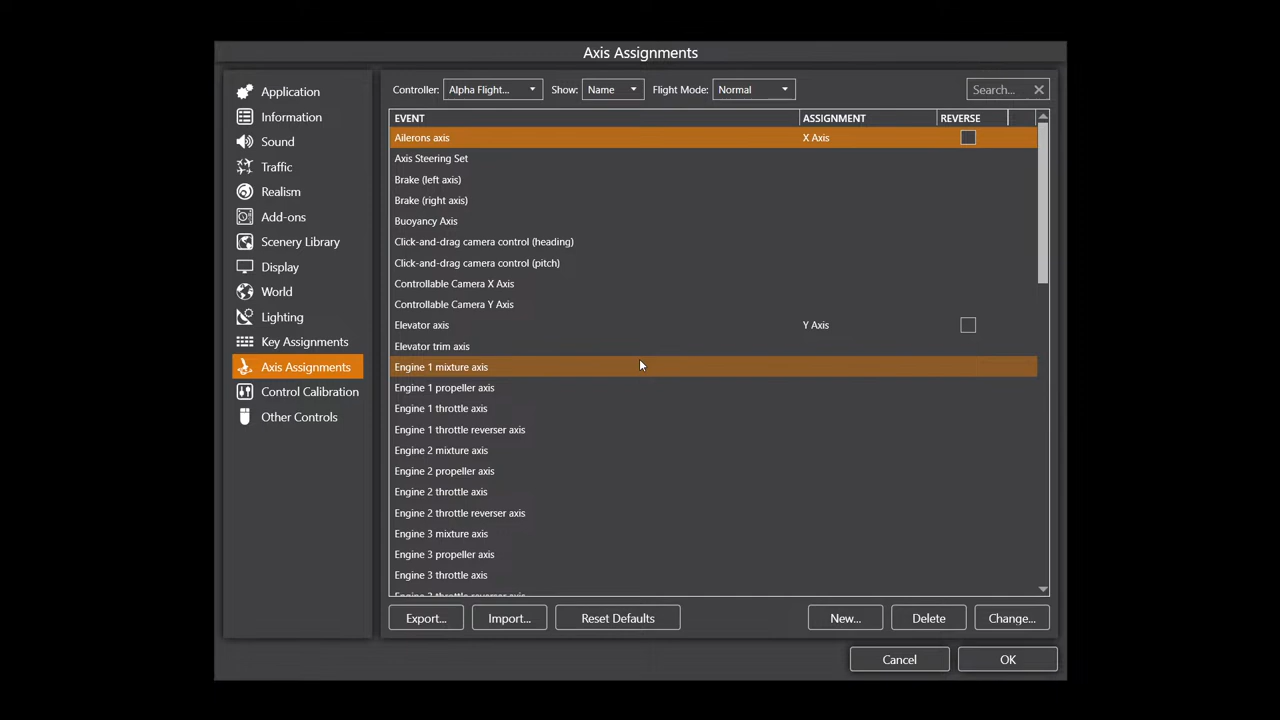 Axis Assignments
Application
Information
Sound
Traffic
Realism
Add-ons
Scenery Library
Display
World
Lighting
Key Assignments
Axis Assignments
Control Calibration
Other Controls
Controller: Alpha Flight... Show: Name Flight Mode: Normal Search...
EVENT ASSIGNMENT REVERSE
Ailerons axis X Axis
Axis Steering Set
Brake (left axis)
Brake (right axis)
Buoyancy Axis
Click-and-drag camera control (heading)
Click-and-drag camera control (pitch)
Controllable Camera X Axis
Controllable Camera Y Axis
Elevator axis Y Axis
Elevator trim axis
Engine 1 mixture axis
Engine 1 propeller axis
Engine 1 throttle axis
Engine 1 throttle reverser axis
Engine 2 mixture axis
Engine 2 propeller axis
Engine 2 throttle axis
Engine 2 throttle reverser axis
Engine 3 mixture axis
Engine 3 propeller axis
Engine 3 throttle axis
Engine 3 throttle reverser axis
Export... Import... Reset Defaults New... Delete Change...
Cancel OK